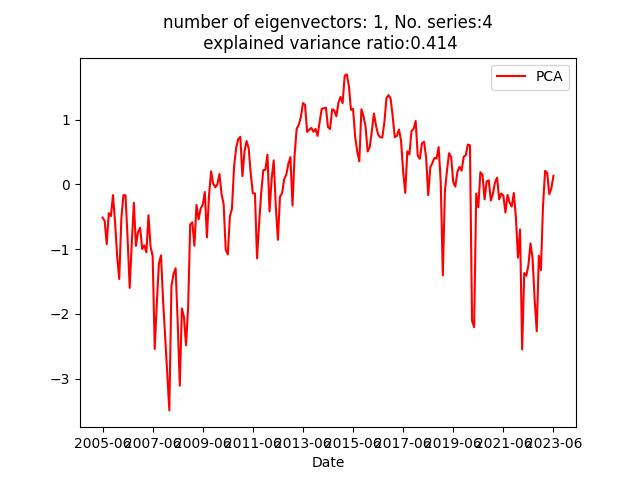 number of eigenvectors: 1, No. series:4
explained variance ratio:0.414
PCA
1
0
−1
−2
−3
2005-06 2007-06 2009-06 2011-06 2013-06 2015-06 2017-06 2019-06 2021-06 2023-06
Date